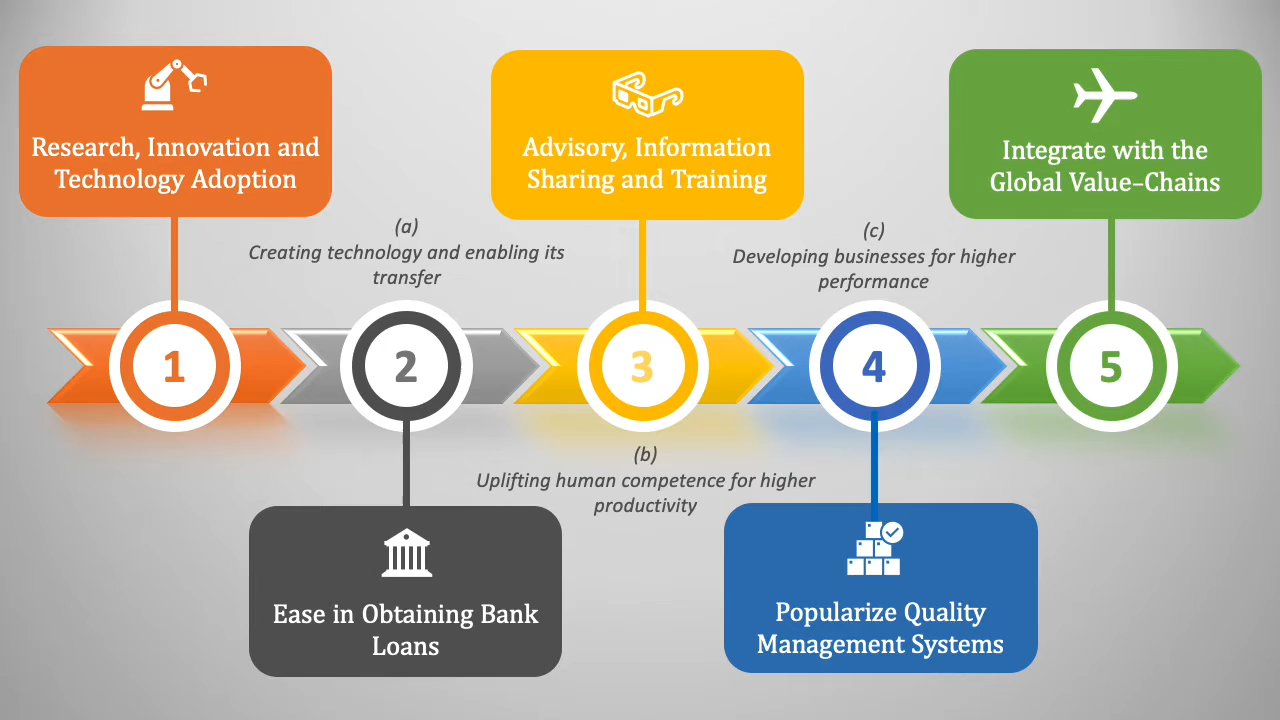 Research, Innovation and
Technology Adoption
Advisory, Information
Sharing and Training
Integrate with the
Global Value–Chains
(a)
Creating technology and enabling its
transfer
(c)
Developing businesses for higher
performance
1
2
3
4
5
(b)
Uplifting human competence for higher
productivity
Ease in Obtaining Bank
Loans
Popularize Quality
Management Systems